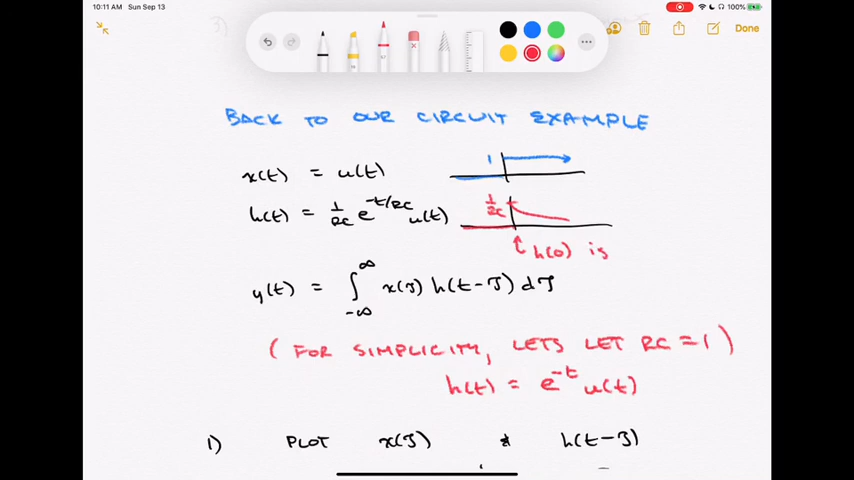 10:11 AM Sun Sep 13
100%
Done
BACK TO OUR CIRCUIT EXAMPLE
x(t) = u(t)
1
h(t) = 1/RC e^{-t/RC} u(t)
1/RC
h(0) is
y(t) = ∫_{-∞}^{∞} x(τ) h(t-τ) dτ
(FOR SIMPLICITY, LETS LET RC = 1)
h(t) = e^{-t} u(t)
1) PLOT x(τ) & h(t-τ)